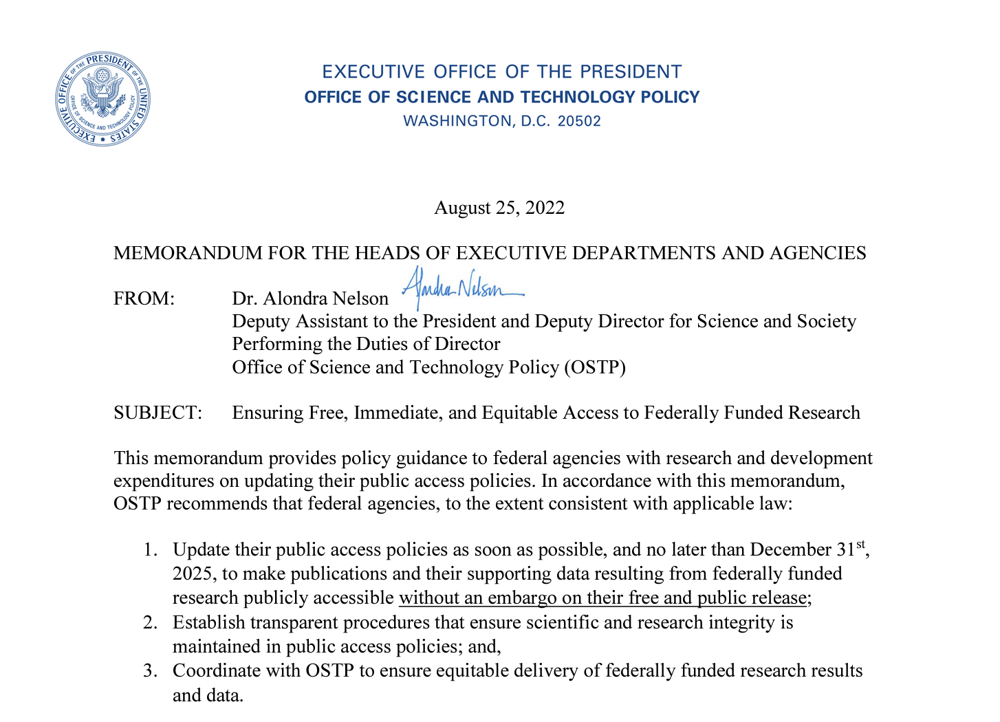 EXECUTIVE OFFICE OF THE PRESIDENT OF THE UNITED STATES
OFFICE OF SCIENCE AND TECHNOLOGY POLICY
EXECUTIVE OFFICE OF THE PRESIDENT
OFFICE OF SCIENCE AND TECHNOLOGY POLICY
WASHINGTON, D.C. 20502
August 25, 2022
MEMORANDUM FOR THE HEADS OF EXECUTIVE DEPARTMENTS AND AGENCIES
FROM: Dr. Alondra Nelson Alondra Nelson
Deputy Assistant to the President and Deputy Director for Science and Society
Performing the Duties of Director
Office of Science and Technology Policy (OSTP)
SUBJECT: Ensuring Free, Immediate, and Equitable Access to Federally Funded Research
This memorandum provides policy guidance to federal agencies with research and development
expenditures on updating their public access policies. In accordance with this memorandum,
OSTP recommends that federal agencies, to the extent consistent with applicable law:
1. Update their public access policies as soon as possible, and no later than December 31st,
2025, to make publications and their supporting data resulting from federally funded
research publicly accessible without an embargo on their free and public release;
2. Establish transparent procedures that ensure scientific and research integrity is
maintained in public access policies; and,
3. Coordinate with OSTP to ensure equitable delivery of federally funded research results
and data.